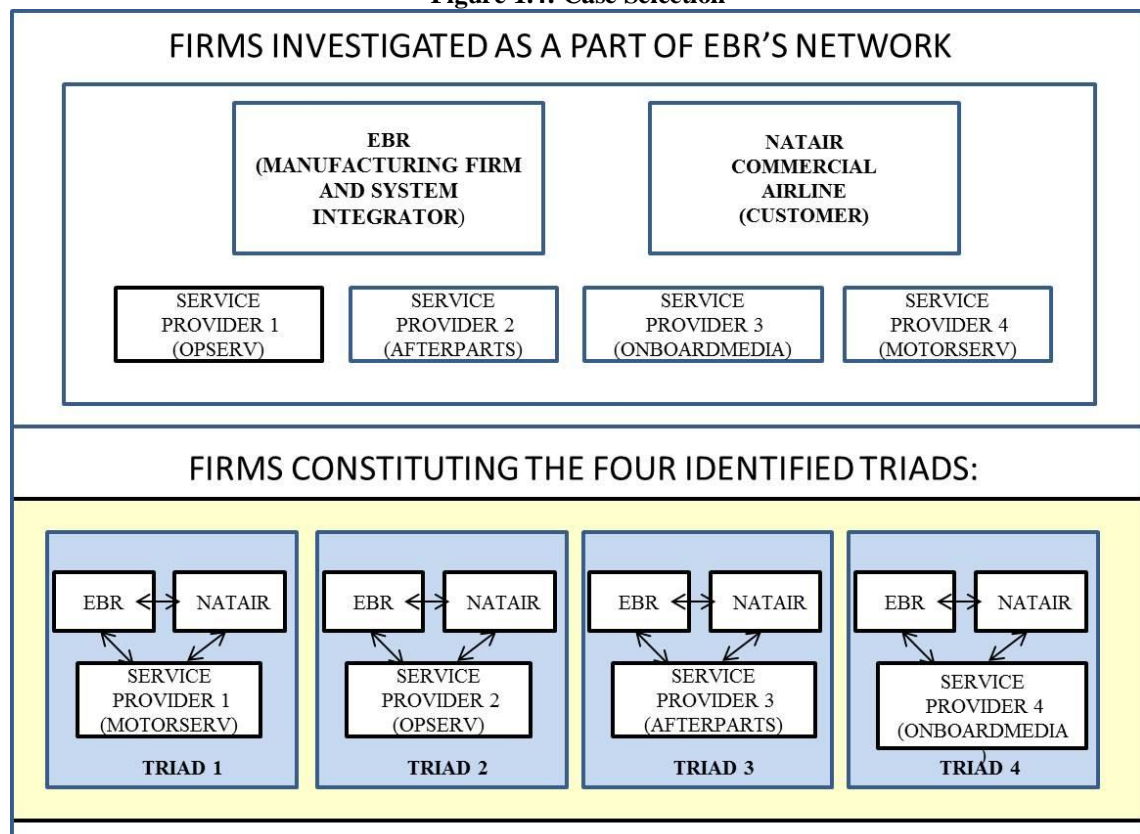 Figure 1.4: Case Selection
FIRMS INVESTIGATED AS A PART OF EBR'S NETWORK
EBR
(MANUFACTURING FIRM
AND SYSTEM
INTEGRATOR)
NATAIR
COMMERCIAL
AIRLINE
(CUSTOMER)
SERVICE
PROVIDER 1
(OPSERV)
SERVICE
PROVIDER 2
(AFTERPARTS)
SERVICE
PROVIDER 3
(ONBOARDMEDIA)
SERVICE
PROVIDER 4
(MOTORSERV)
FIRMS CONSTITUTING THE FOUR IDENTIFIED TRIADS:
EBR
NATAIR
SERVICE
PROVIDER 1
(MOTORSERV)
TRIAD 1
EBR
NATAIR
SERVICE
PROVIDER 2
(OPSERV)
TRIAD 2
EBR
NATAIR
SERVICE
PROVIDER 3
(AFTERPARTS)
TRIAD 3
EBR
NATAIR
SERVICE
PROVIDER 4
(ONBOARDMEDIA
)
TRIAD 4